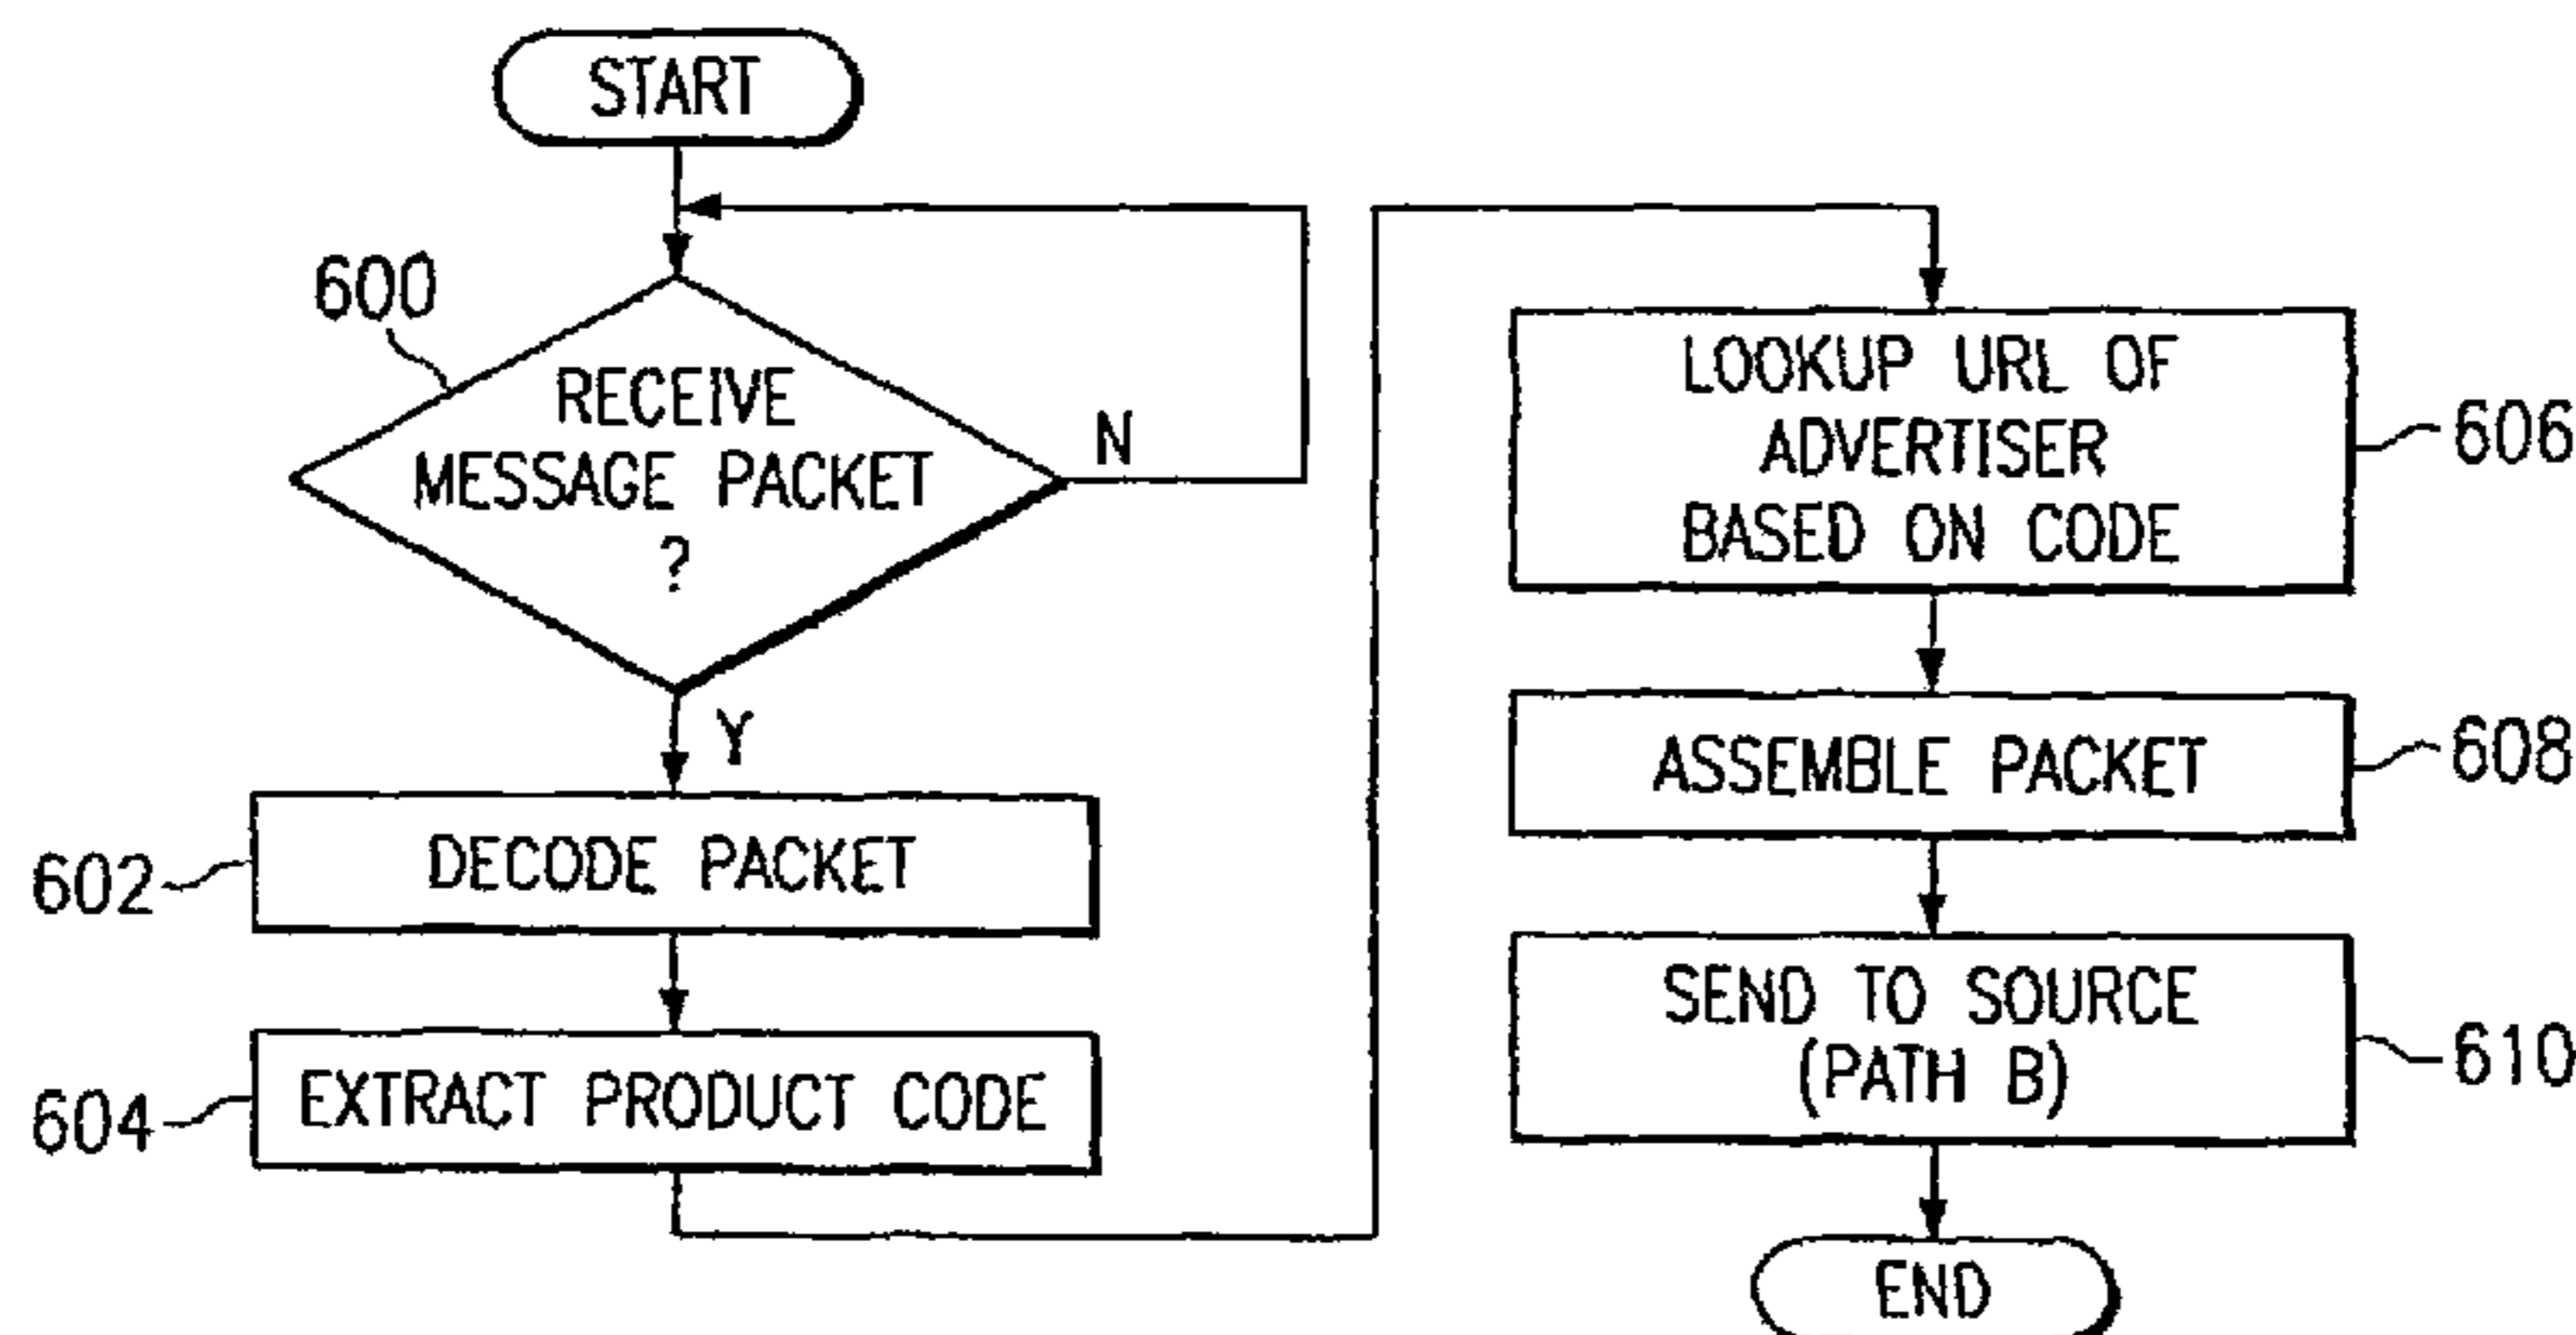 START
600
RECEIVE
MESSAGE PACKET
?
N
Y
602
DECODE PACKET
604
EXTRACT PRODUCT CODE
LOOKUP URL OF
ADVERTISER
BASED ON CODE
606
ASSEMBLE PACKET
608
SEND TO SOURCE
(PATH B)
610
END